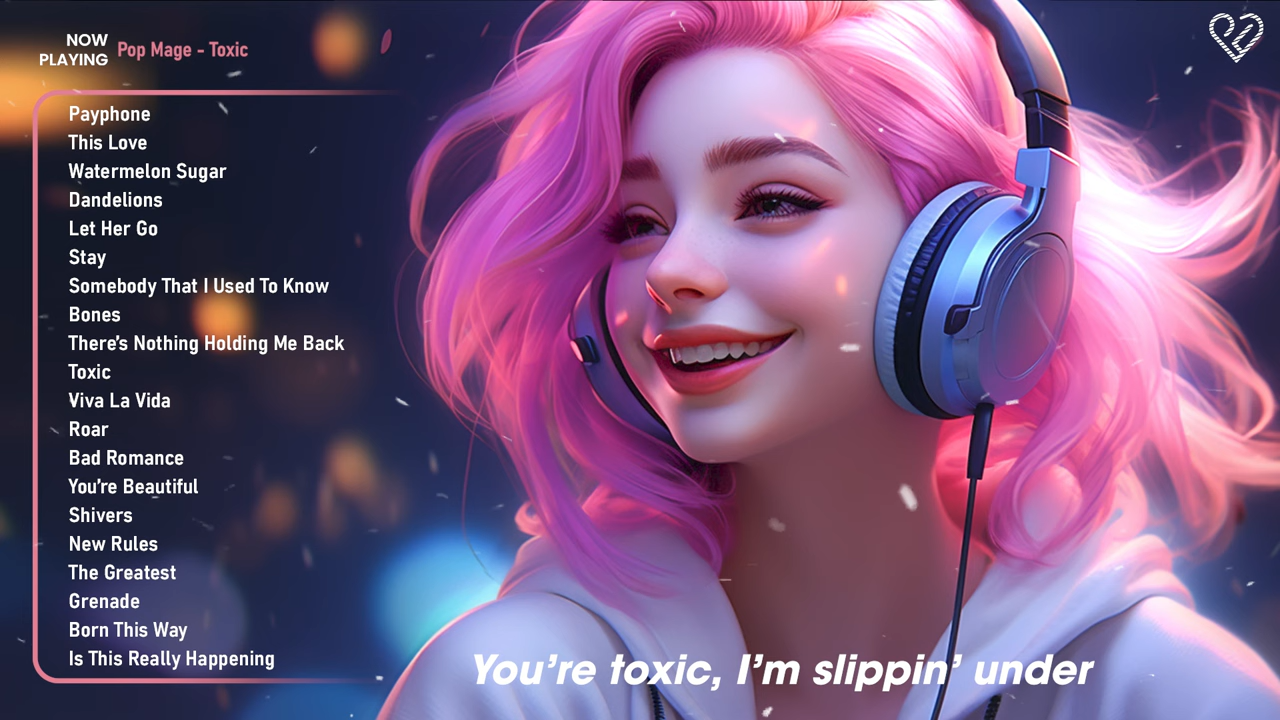 NOW
PLAYING
Pop Mage - Toxic
Payphone
This Love
Watermelon Sugar
Dandelions
Let Her Go
Stay
Somebody That I Used To Know
Bones
There's Nothing Holding Me Back
Toxic
Viva La Vida
Roar
Bad Romance
You're Beautiful
Shivers
New Rules
The Greatest
Grenade
Born This Way
Is This Really Happening
You're toxic, I'm slippin' under